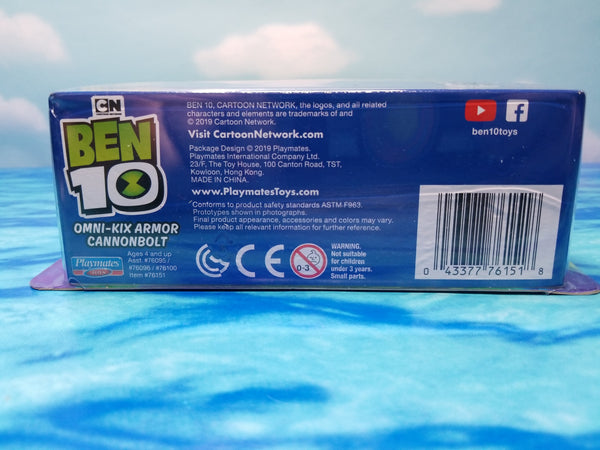 CN
BEN
10
OMNI-KIX ARMOR
CANNONBOLT
Playmates
TOYS
Ages 4 and up
Asst. #76095 /
#76095 / #76100
Item #76151
BEN 10, CARTOON NETWORK, the logos, and all related
characters and elements are trademarks of and
© 2019 Cartoon Network.
Visit CartoonNetwork.com
Package Design © 2019 Playmates.
Playmates International Company Ltd.
23/F, The Toy House, 100 Canton Road, TST,
Kowloon, Hong Kong.
MADE IN CHINA.
www.PlaymatesToys.com
Conforms to product safety standards ASTM-F963.
Prototypes shown in photographs.
Final product appearance, accessories and colors may vary.
Please keep all relevant information for further reference.
CE
0-3
WARNING.
Not suitable
for children
under 3 years.
Small parts.
f
ben10toys
0 43377 76151 8